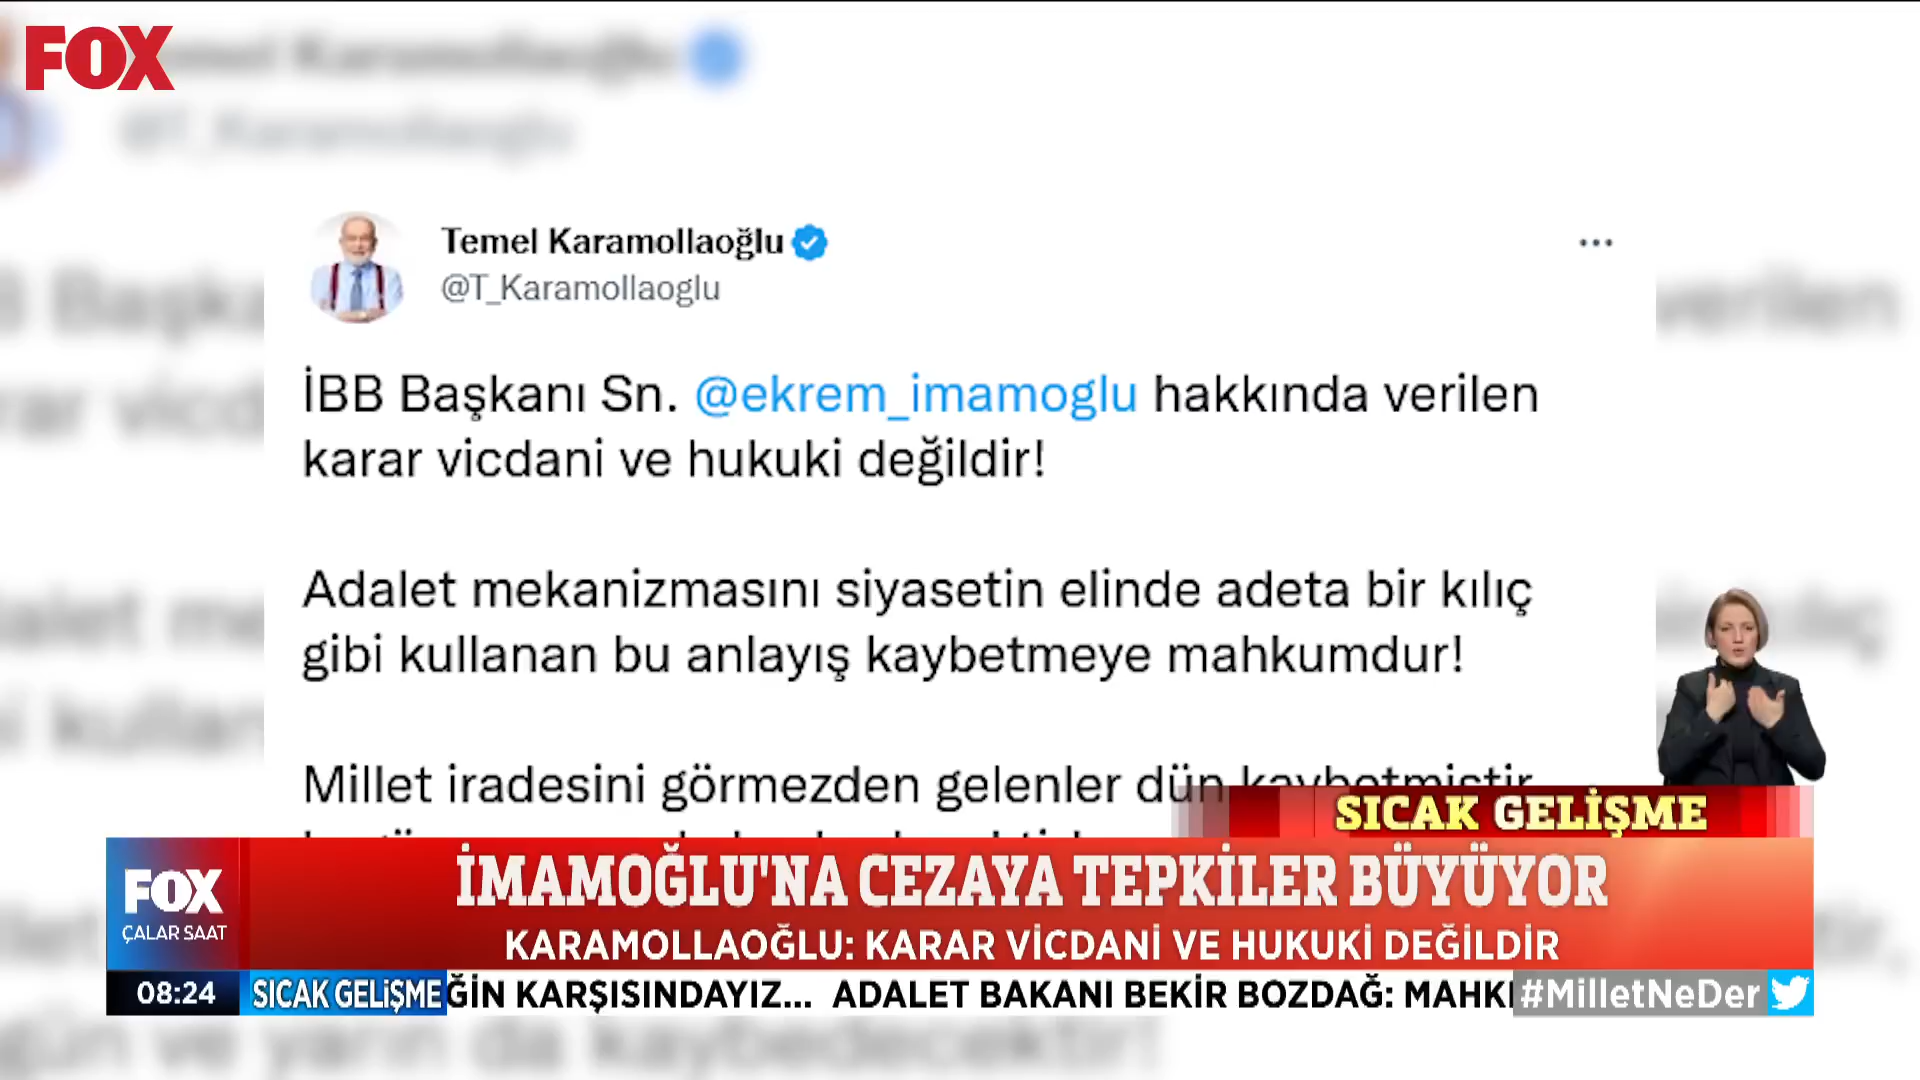 FOX
Temel Karamollaoğlu
@T_Karamollaoglu
İBB Başkanı Sn. @ekrem_imamoglu hakkında verilen
karar vicdani ve hukuki değildir!
Adalet mekanizmasını siyasetin elinde adeta bir kılıç
gibi kullanan bu anlayış kaybetmeye mahkumdur!
Millet iradesini görmezden gelenler dün kaybetmiştir
SICAK GELİŞME
İMAMOĞLU'NA CEZAYA TEPKİLER BÜYÜYOR
KARAMOLLAOĞLU: KARAR VİCDANİ VE HUKUKİ DEĞİLDİR
FOX
ÇALAR SAAT
08:24 SICAK GELİŞME ĞİN KARŞISINDAYIZ... ADALET BAKANI BEKİR BOZDAĞ: MAHK #MilletNeDer